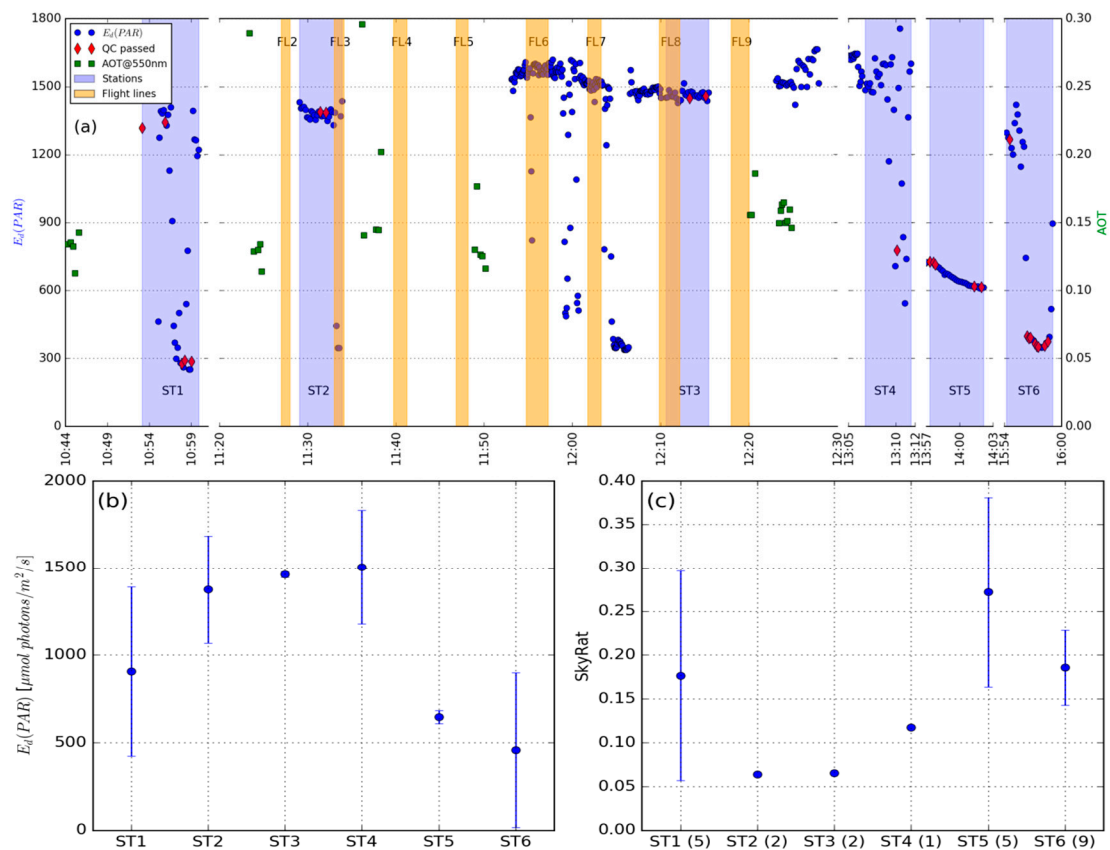 1800
1500
1200
900
600
300
0
E_d(PAR)
0.30
0.25
0.20
0.15
0.10
0.05
0.00
AOT
E_d(PAR)
QC passed
AOT@550nm
Stations
Flight lines
(a)
FL2 FL3 FL4 FL5 FL6 FL7 FL8 FL9
ST1 ST2 ST3 ST4 ST5 ST6
10:44 10:49 10:54 10:59 11:20 11:30 11:40 11:50 12:00 12:10 12:20 12:30 13:05 13:10 13:12 13:57 14:00 14:03 15:54 16:00
(b)
2000
1500
1000
500
0
E_d(PAR) [μmol photons/m²/s]
ST1 ST2 ST3 ST4 ST5 ST6
(c)
0.40
0.35
0.30
0.25
0.20
0.15
0.10
0.05
0.00
SkyRat
ST1 (5) ST2 (2) ST3 (2) ST4 (1) ST5 (5) ST6 (9)